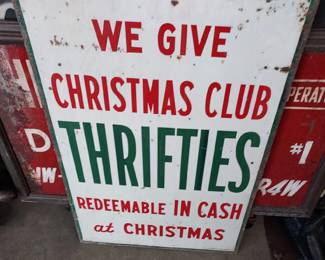 WE GIVE
CHRISTMAS CLUB
THRIFTIES
REDEEMABLE IN CASH
at CHRISTMAS
#1